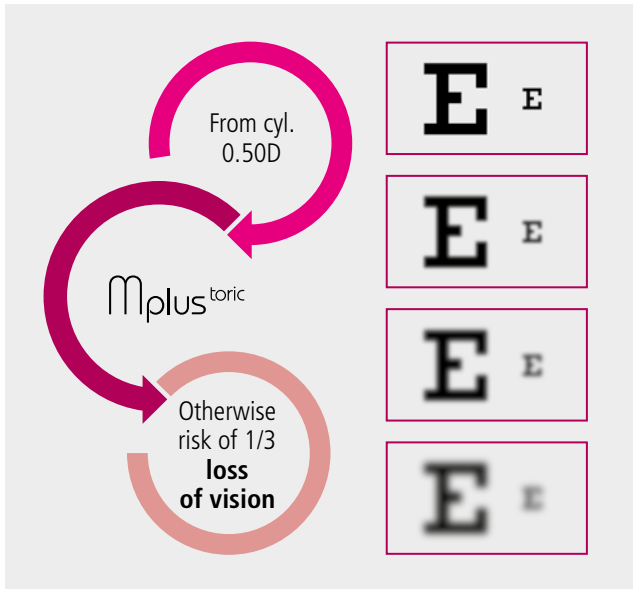 From cyl.
0.50D
Mplus toric
Otherwise
risk of 1/3
loss
of vision
E E
E E
E E
E E